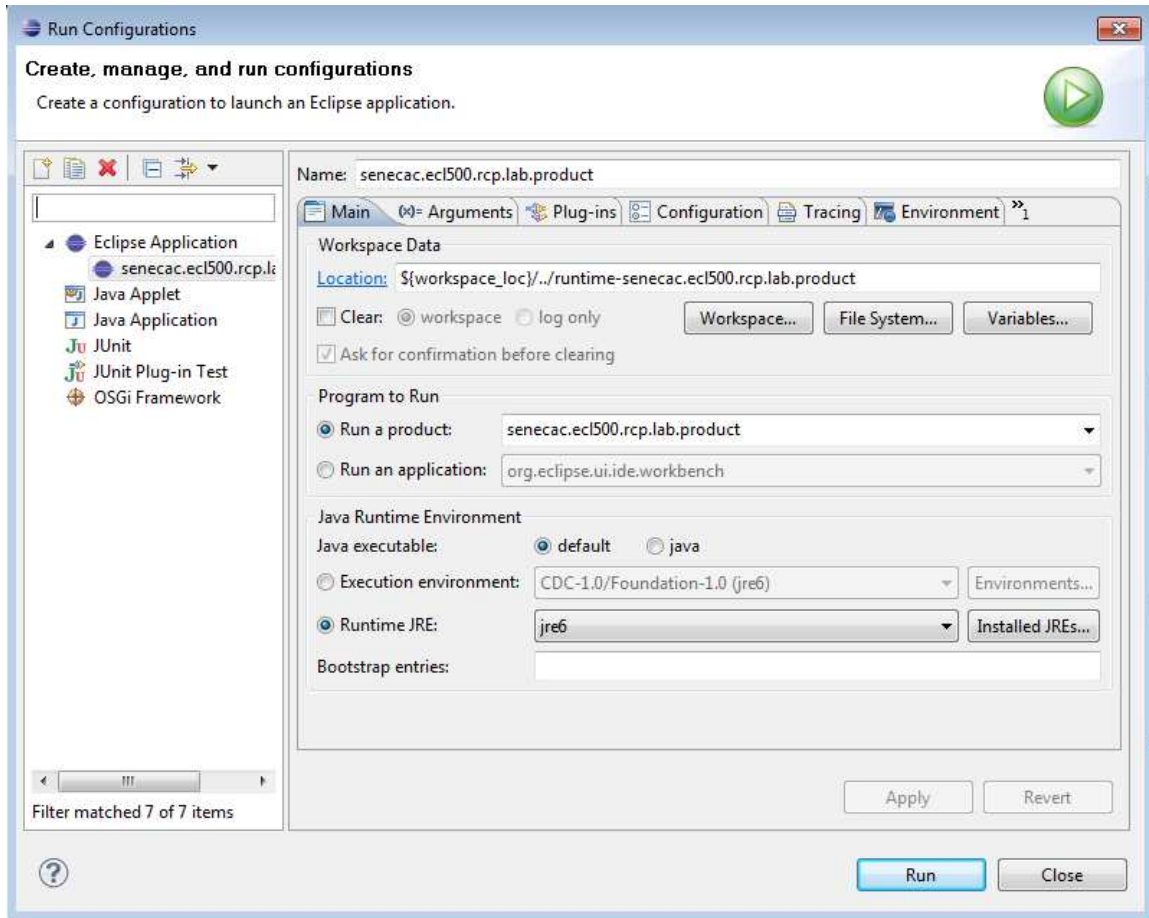 Run Configurations
Create, manage, and run configurations
Create a configuration to launch an Eclipse application.
Name: senecac.ecl500.rcp.lab.product
Main (x)= Arguments Plug-ins Configuration Tracing Environment »1
Eclipse Application
senecac.ecl500.rcp.la
Java Applet
Java Application
JUnit
JUnit Plug-in Test
OSGi Framework
Filter matched 7 of 7 items
Workspace Data
Location: ${workspace_loc}/../runtime-senecac.ecl500.rcp.lab.product
Clear: workspace log only Workspace... File System... Variables...
Ask for confirmation before clearing
Program to Run
Run a product: senecac.ecl500.rcp.lab.product
Run an application: org.eclipse.ui.ide.workbench
Java Runtime Environment
Java executable: default java
Execution environment: CDC-1.0/Foundation-1.0 (jre6) Environments...
Runtime JRE: jre6 Installed JREs...
Bootstrap entries:
Apply Revert
? Run Close